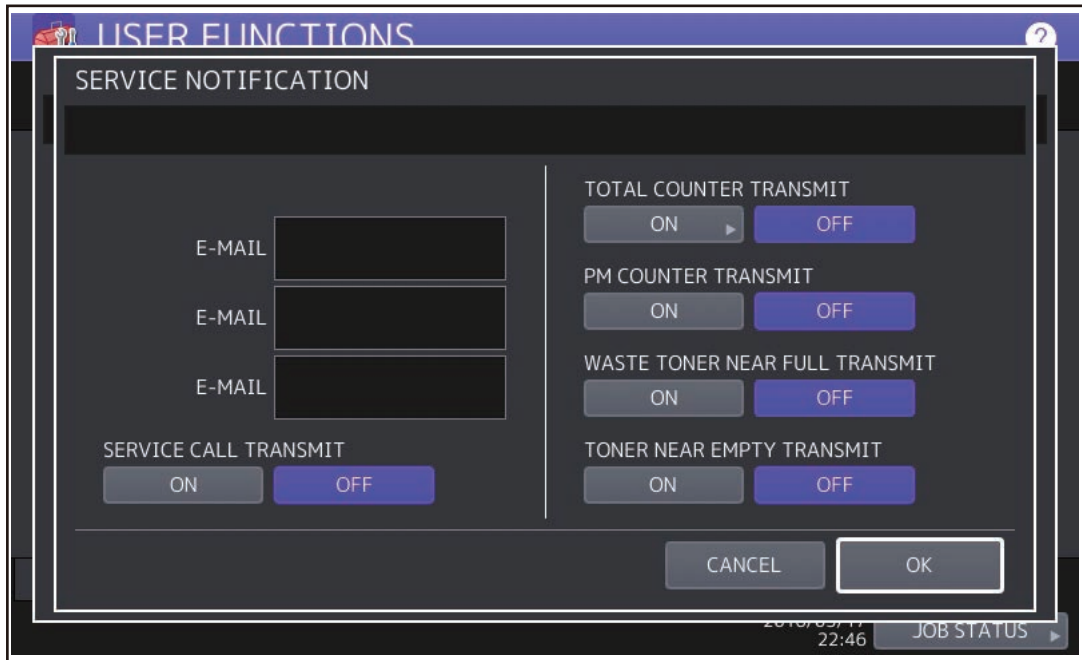 USER FUNCTIONS
?
SERVICE NOTIFICATION
E-MAIL
E-MAIL
E-MAIL
SERVICE CALL TRANSMIT
ON OFF
TOTAL COUNTER TRANSMIT
ON OFF
PM COUNTER TRANSMIT
ON OFF
WASTE TONER NEAR FULL TRANSMIT
ON OFF
TONER NEAR EMPTY TRANSMIT
ON OFF
CANCEL OK
22:46
JOB STATUS